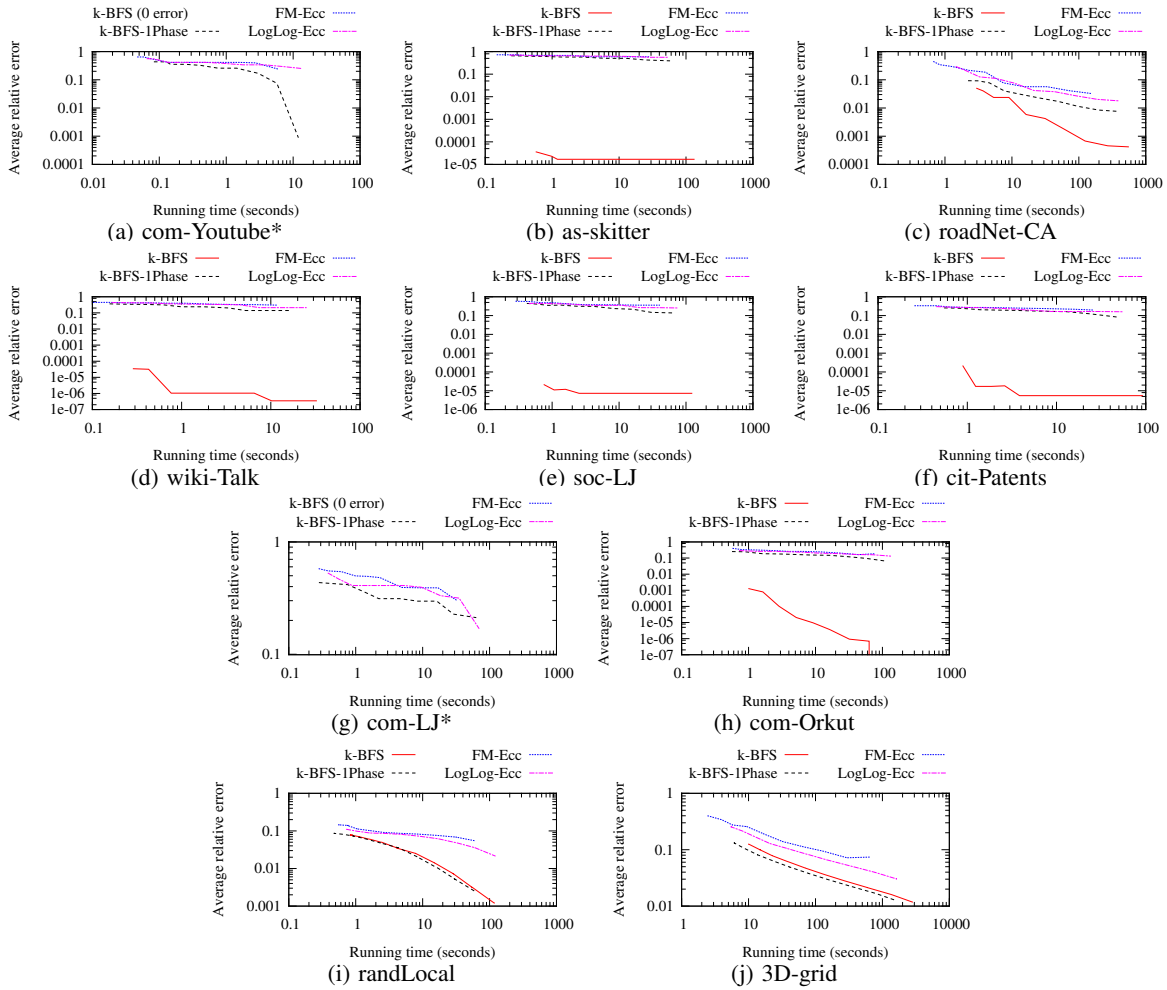 k-BFS (0 error)
k-BFS-1Phase
FM-Ecc
LogLog-Ecc
Average relative error
1
0.1
0.01
0.001
0.0001
0.01 0.1 1 10 100
Running time (seconds)
(a) com-Youtube*
k-BFS
k-BFS-1Phase
FM-Ecc
LogLog-Ecc
Average relative error
1
0.1
0.01
0.001
0.0001
1e-05
0.1 1 10 100 1000
Running time (seconds)
(b) as-skitter
k-BFS
k-BFS-1Phase
FM-Ecc
LogLog-Ecc
Average relative error
1
0.1
0.01
0.001
0.0001
0.1 1 10 100 1000
Running time (seconds)
(c) roadNet-CA
k-BFS
k-BFS-1Phase
FM-Ecc
LogLog-Ecc
Average relative error
1
0.1
0.01
0.001
0.0001
1e-05
1e-06
1e-07
0.1 1 10 100
Running time (seconds)
(d) wiki-Talk
k-BFS
k-BFS-1Phase
FM-Ecc
LogLog-Ecc
Average relative error
1
0.1
0.01
0.001
0.0001
1e-05
1e-06
0.1 1 10 100 1000
Running time (seconds)
(e) soc-LJ
k-BFS
k-BFS-1Phase
FM-Ecc
LogLog-Ecc
Average relative error
1
0.1
0.01
0.001
0.0001
1e-05
1e-06
0.1 1 10 100
Running time (seconds)
(f) cit-Patents
k-BFS (0 error)
k-BFS-1Phase
FM-Ecc
LogLog-Ecc
Average relative error
1
0.1
0.1 1 10 100 1000
Running time (seconds)
(g) com-LJ*
k-BFS
k-BFS-1Phase
FM-Ecc
LogLog-Ecc
Average relative error
1
0.1
0.01
0.001
0.0001
1e-05
1e-06
1e-07
0.1 1 10 100 1000
Running time (seconds)
(h) com-Orkut
k-BFS
k-BFS-1Phase
FM-Ecc
LogLog-Ecc
Average relative error
1
0.1
0.01
0.001
0.1 1 10 100 1000
Running time (seconds)
(i) randLocal
k-BFS
k-BFS-1Phase
FM-Ecc
LogLog-Ecc
Average relative error
1
0.1
0.01
1 10 100 1000 10000
Running time (seconds)
(j) 3D-grid